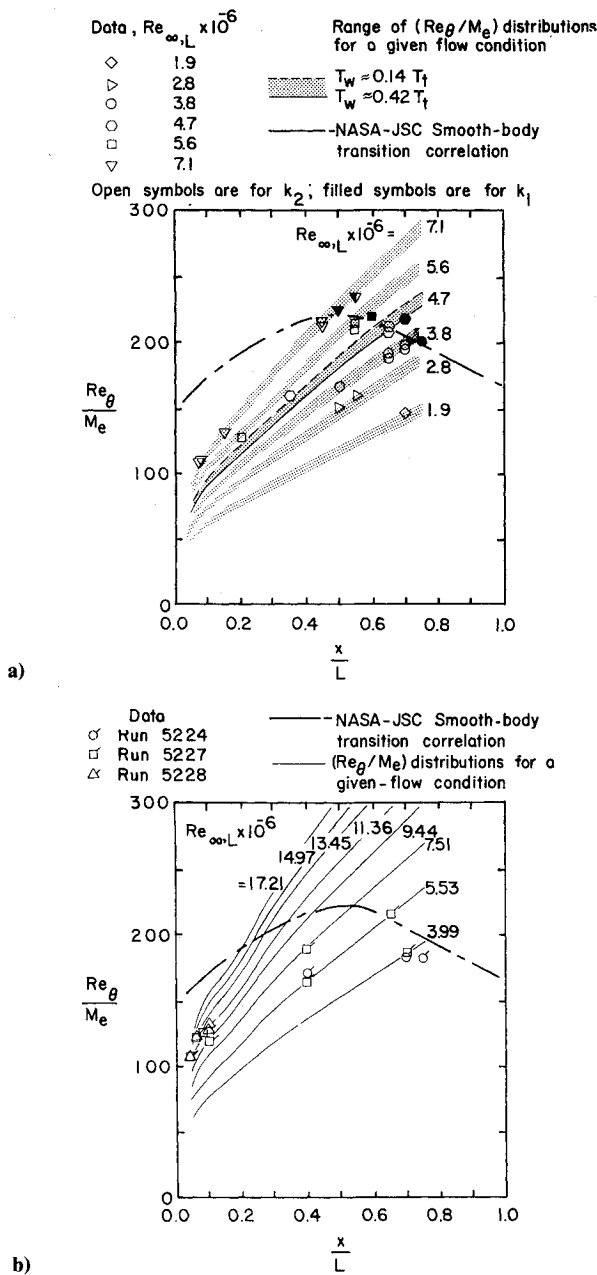 Data , Re∞,L x10⁻⁶
◇ 1.9
▷ 2.8
○ 3.8
⬡ 4.7
□ 5.6
▽ 7.1
Range of (Reθ/Me) distributions
for a given flow condition
Tw ≈0.14 Tt
Tw ≈0.42 Tt
NASA-JSC Smooth-body
transition correlation
Open symbols are for k2; filled symbols are for k1
Re∞,L x10⁻⁶ =
7.1
5.6
4.7
3.8
2.8
1.9
300
200
100
0
Reθ
Me
0.0 0.2 0.4 0.6 0.8 1.0
x
L
a)
Data
Run 5224
Run 5227
Run 5228
NASA-JSC Smooth-body
transition correlation
(Reθ/Me) distributions for a
given-flow condition
Re∞,L x10⁻⁶
=17.21
14.97
13.45
11.36
9.44
7.51
5.53
3.99
300
200
100
0
Reθ
Me
0.0 0.2 0.4 0.6 0.8 1.0
x
L
b)